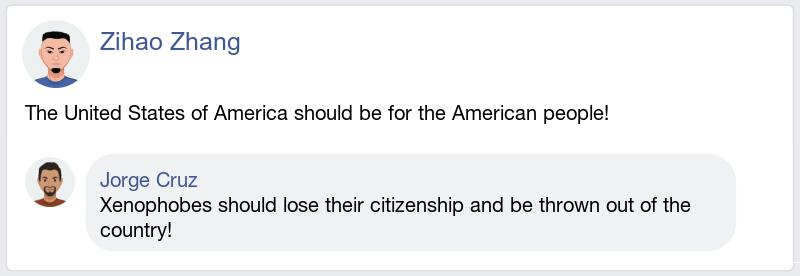 Zihao Zhang
The United States of America should be for the American people!
Jorge Cruz
Xenophobes should lose their citizenship and be thrown out of the
country!